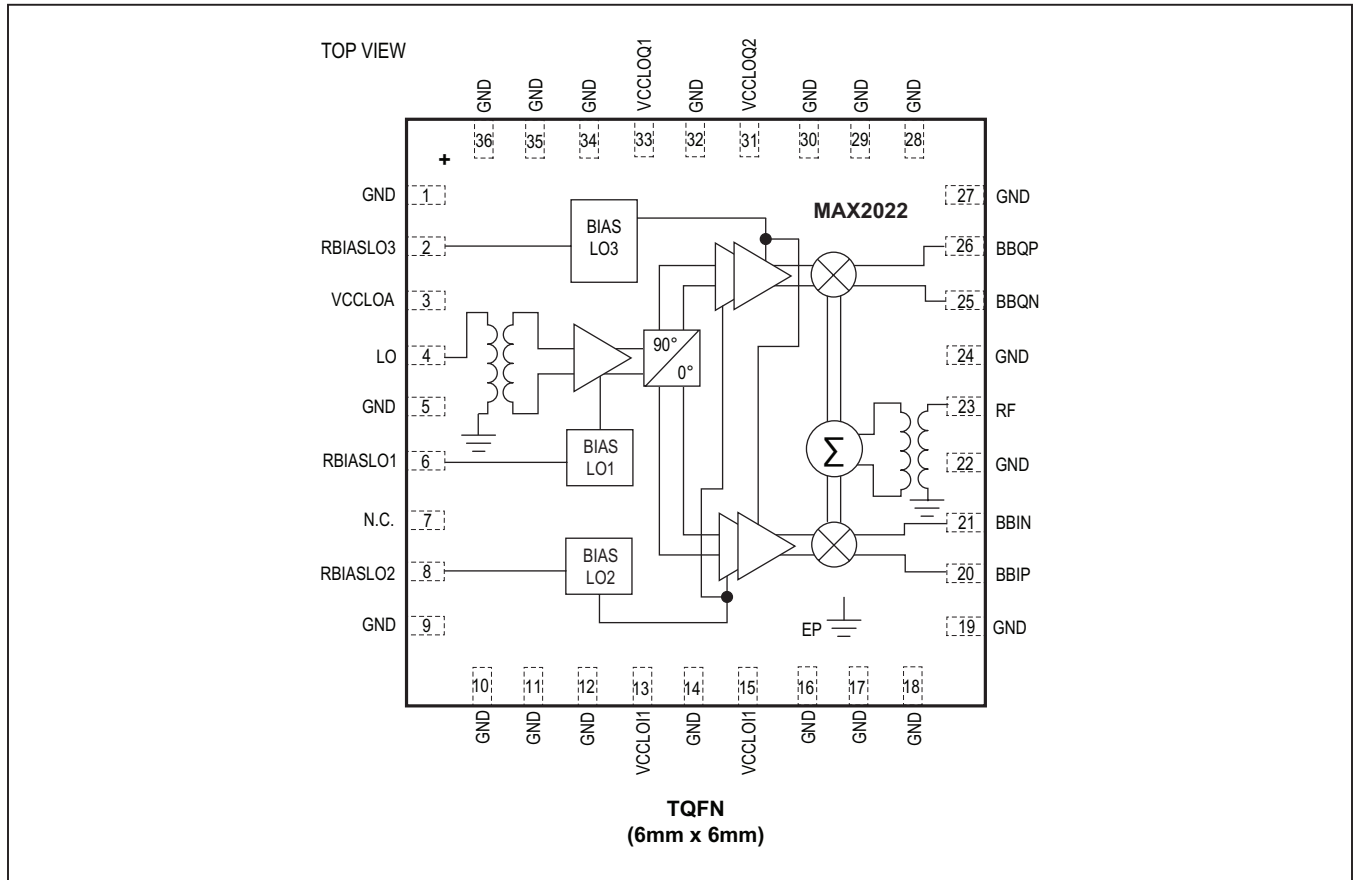 TOP VIEW
GND
GND
GND
VCCLOQ1
GND
VCCLOQ2
GND
GND
GND
36
35
34
33
32
31
30
29
28
+
GND 1
RBIASLO3 2
VCCLOA 3
LO 4
GND 5
RBIASLO1 6
N.C. 7
RBIASLO2 8
GND 9
MAX2022
BIAS
LO3
90°
0°
BIAS
LO1
Σ
BIAS
LO2
EP
27 GND
26 BBQP
25 BBQN
24 GND
23 RF
22 GND
21 BBIN
20 BBIP
19 GND
10
11
12
13
14
15
16
17
18
GND
GND
GND
VCCLOI1
GND
VCCLOI1
GND
GND
GND
TQFN
(6mm x 6mm)